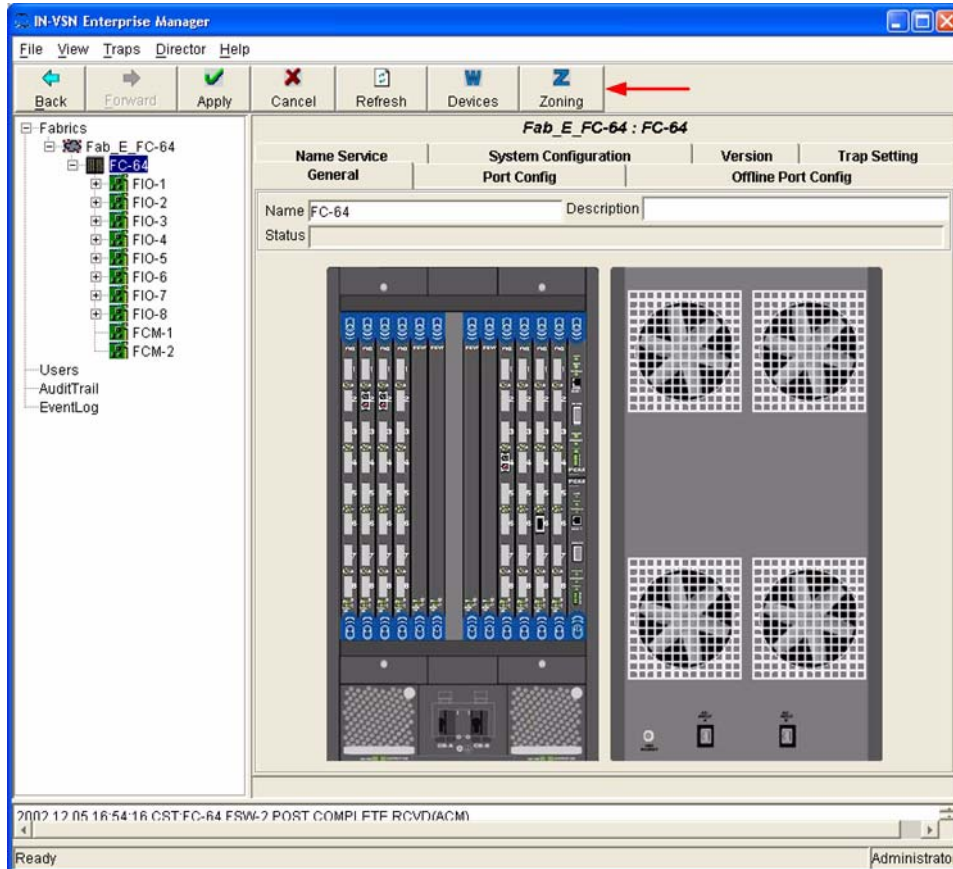 IN-VSN Enterprise Manager
File View Traps Director Help
Back Forward Apply Cancel Refresh Devices Zoning
Fabrics
Fab_E_FC-64
FC-64
FIO-1
FIO-2
FIO-3
FIO-4
FIO-5
FIO-6
FIO-7
FIO-8
FCM-1
FCM-2
Users
AuditTrail
EventLog
Fab_E_FC-64 : FC-64
Name Service System Configuration Version Trap Setting
General Port Config Offline Port Config
Name FC-64 Description
Status
2002 12 05 16:54:16 CST:FC-64 FSW-2 POST COMPLETE RCVD(ACM)
Ready Administrato